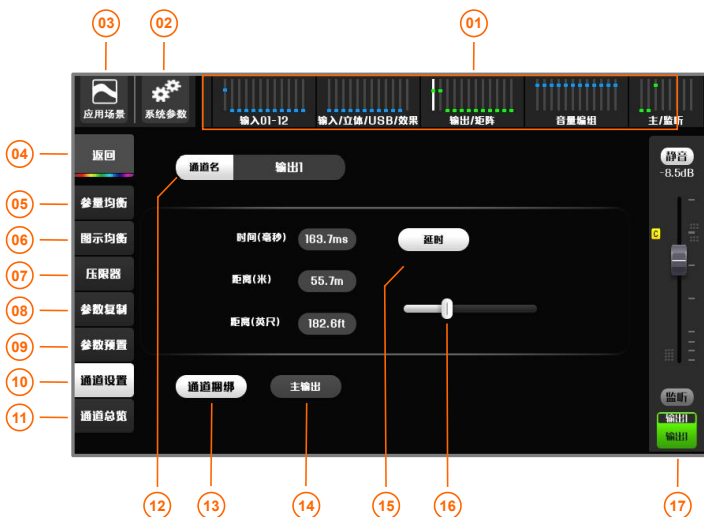 03
02
01
应用场景
系统参数
输入01-12
输入/立体/USB/效果
输出/矩阵
音量编组
主/监听
04
返回
通道名
输出1
静音
-8.5dB
05
参量均衡
C
06
图示均衡
时间(毫秒)
163.7ms
延时
07
压限器
距离(米)
55.7m
08
参数复制
距离(英尺)
182.6ft
09
参数预置
10
通道设置
通道捆绑
主输出
监听
11
通道总览
输出1
输出1
12
13
14
15
16
17